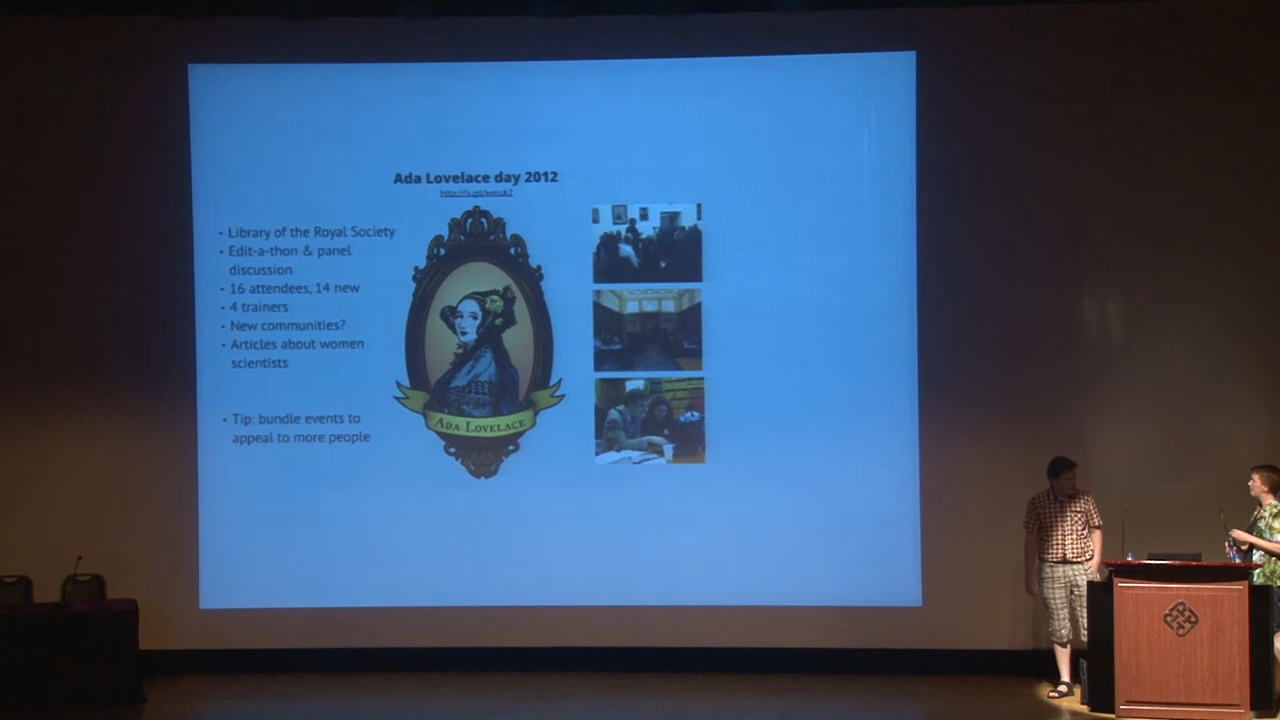 Ada Lovelace day 2012
• Library of the Royal Society
• Edit-a-thon & panel
discussion
• 16 attendees, 14 new
• 4 trainers
• New communities?
• Articles about women
scientists
• Tip: bundle events to
appeal to more people
ADA LOVELACE